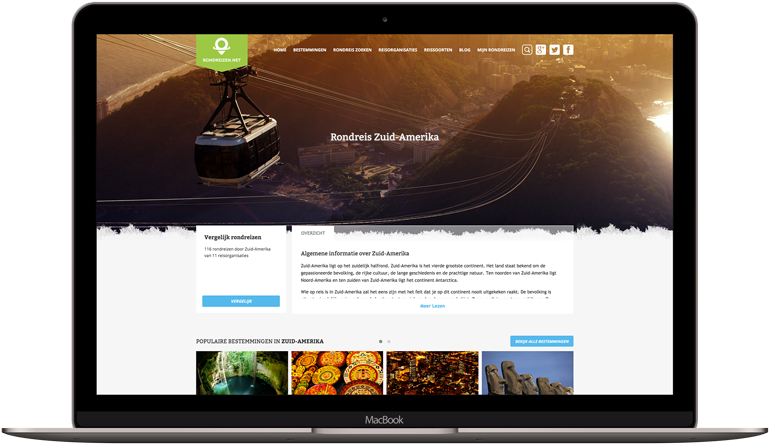 RONDREIZEN.NET
HOME BESTEMMINGEN RONDREIS ZOEKEN REISORGANISATIES REISSOORTEN BLOG MIJN RONDREIZEN
Rondreis Zuid-Amerika
Vergelijk rondreizen
116 rondreizen door Zuid-Amerika
van 11 reisorganisaties
VERGELIJK
OVERZICHT
Algemene informatie over Zuid-Amerika
Zuid-Amerika ligt op het zuidelijk halfrond. Zuid-Amerika is het vierde grootste continent. Het land staat bekend om de
gepassioneerde bevolking, de rijke cultuur, de lange geschiedenis en de prachtige natuur. Ten noorden van Zuid-Amerika ligt
Noord-Amerika en ten zuiden van Zuid-Amerika ligt het continent Antarctica.
Wie op reis is in Zuid-Amerika zal het eens zijn met het feit dat je op dit continent nooit uitgekeken raakt. De bevolking is
Meer Lezen
POPULAIRE BESTEMMINGEN IN ZUID-AMERIKA
BEKIJK ALLE BESTEMMINGEN
MacBook